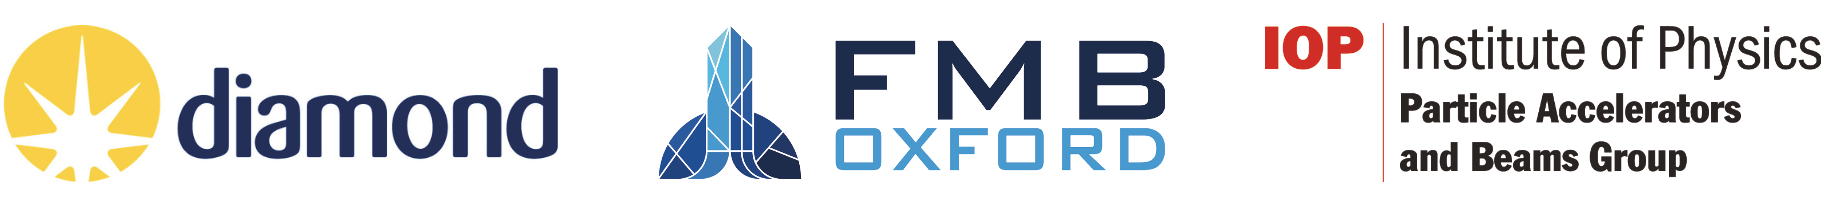 diamond
FMB
OXFORD
IOP
Institute of Physics
Particle Accelerators
and Beams Group